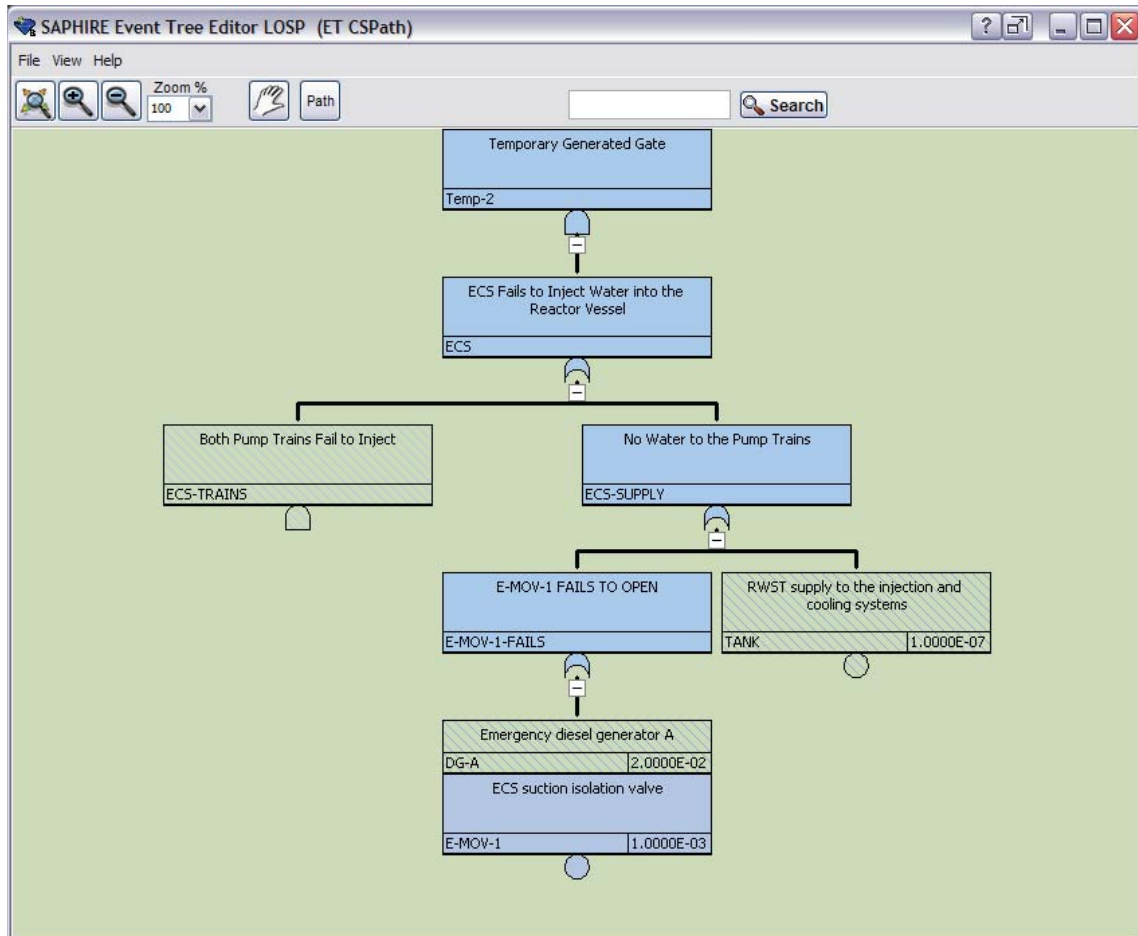 SAPHIRE Event Tree Editor LOSP (ET CSPath)
File View Help
Zoom %
100
Path
Search
Temporary Generated Gate
Temp-2
ECS Fails to Inject Water into the
Reactor Vessel
ECS
Both Pump Trains Fail to Inject
ECS-TRAINS
No Water to the Pump Trains
ECS-SUPPLY
E-MOV-1 FAILS TO OPEN
E-MOV-1-FAILS
RWST supply to the injection and
cooling systems
TANK 1.0000E-07
Emergency diesel generator A
DG-A 2.0000E-02
ECS suction isolation valve
E-MOV-1 1.0000E-03